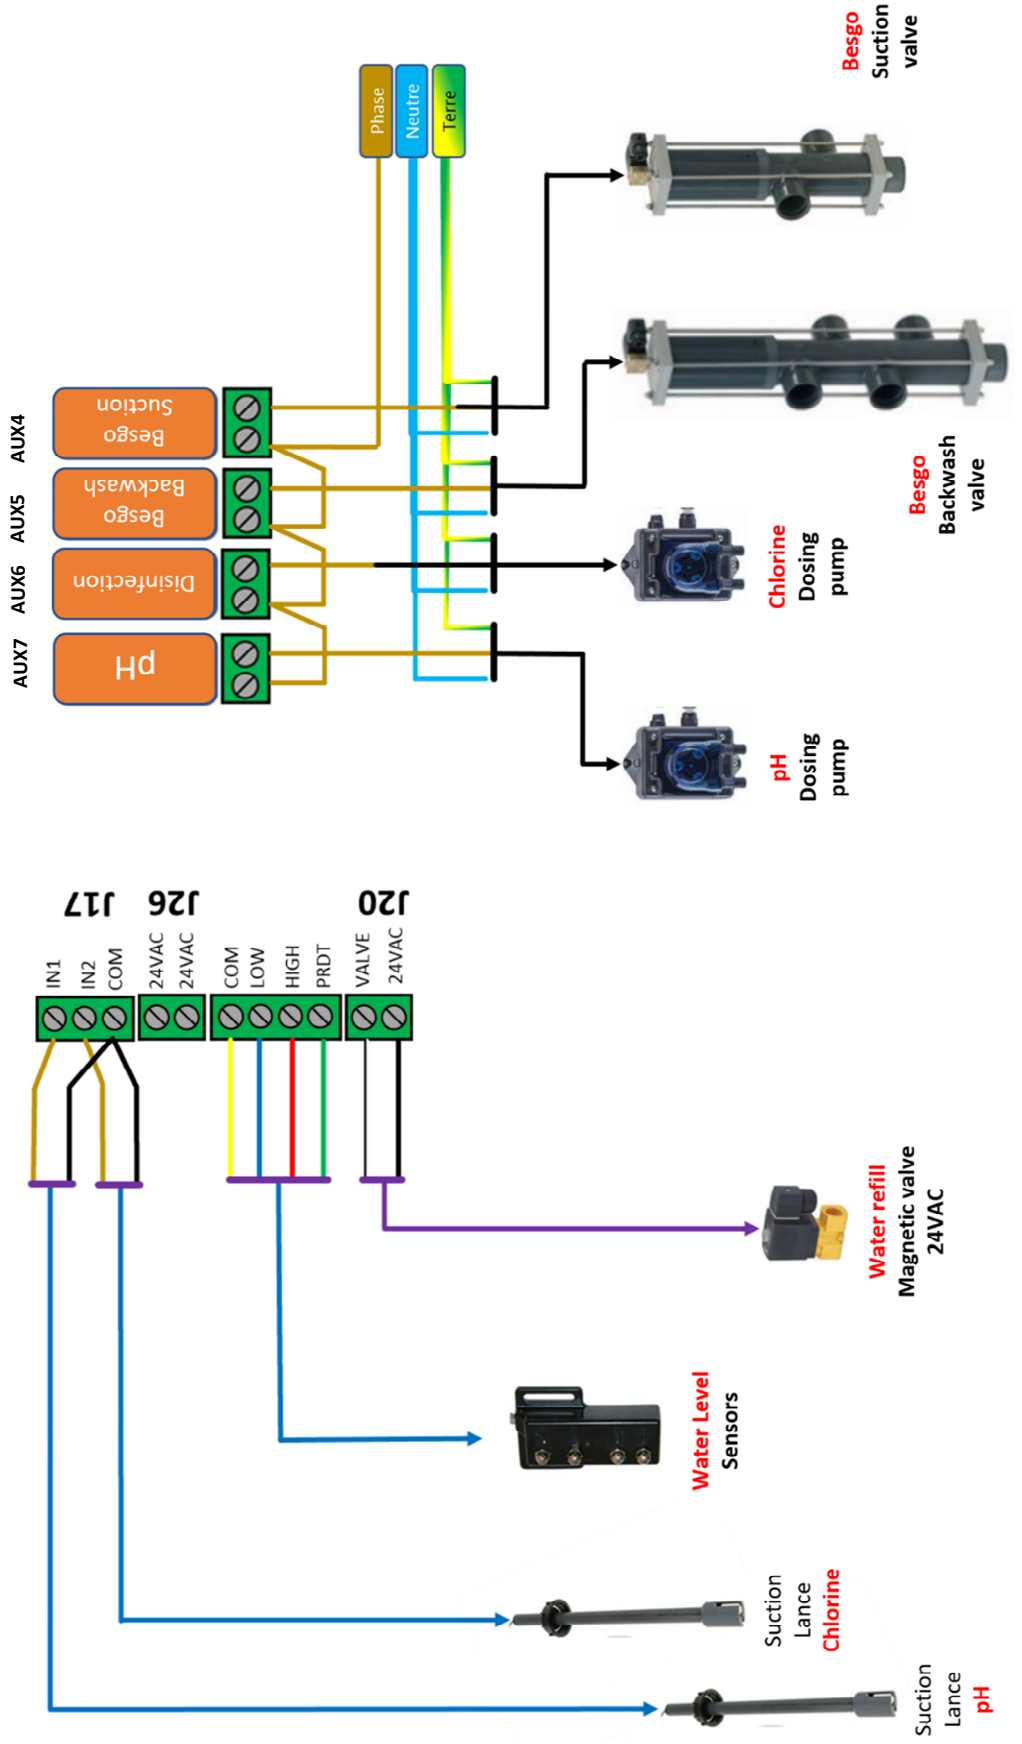 AUX7
AUX6
AUX5
AUX4
pH
Disinfection
Besgo
Backwash
Besgo
Suction
Phase
Neutre
Terre
pH
Dosing
pump
Chlorine
Dosing
pump
Besgo
Backwash
valve
Besgo
Suction
valve
J17
J26
J20
IN1
IN2
COM
24VAC
24VAC
COM
LOW
HIGH
PRDT
VALVE
24VAC
Suction
Lance
pH
Suction
Lance
Chlorine
Water Level
Sensors
Water refill
Magnetic valve
24VAC